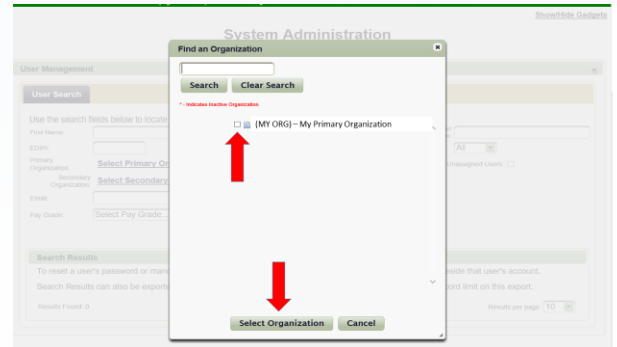 Show/Hide Gadgets
System Administration
Find an Organization
User Management
Search Clear Search
User Search
* - Indicates Inactive Organization
Use the search fields below to locate
(MY ORG) – My Primary Organization
First Name:
EDIPI:
All
Primary Organization: Select Primary Or
Unassigned Users:
Secondary Organization: Select Secondary
Email:
Pay Grade: Select Pay Grade...
Search Results
To reset a user's password or man
eside that user's account.
Search Results can also be exporte
ord limit on this export.
Results Found: 0
Results per page 10
Select Organization Cancel